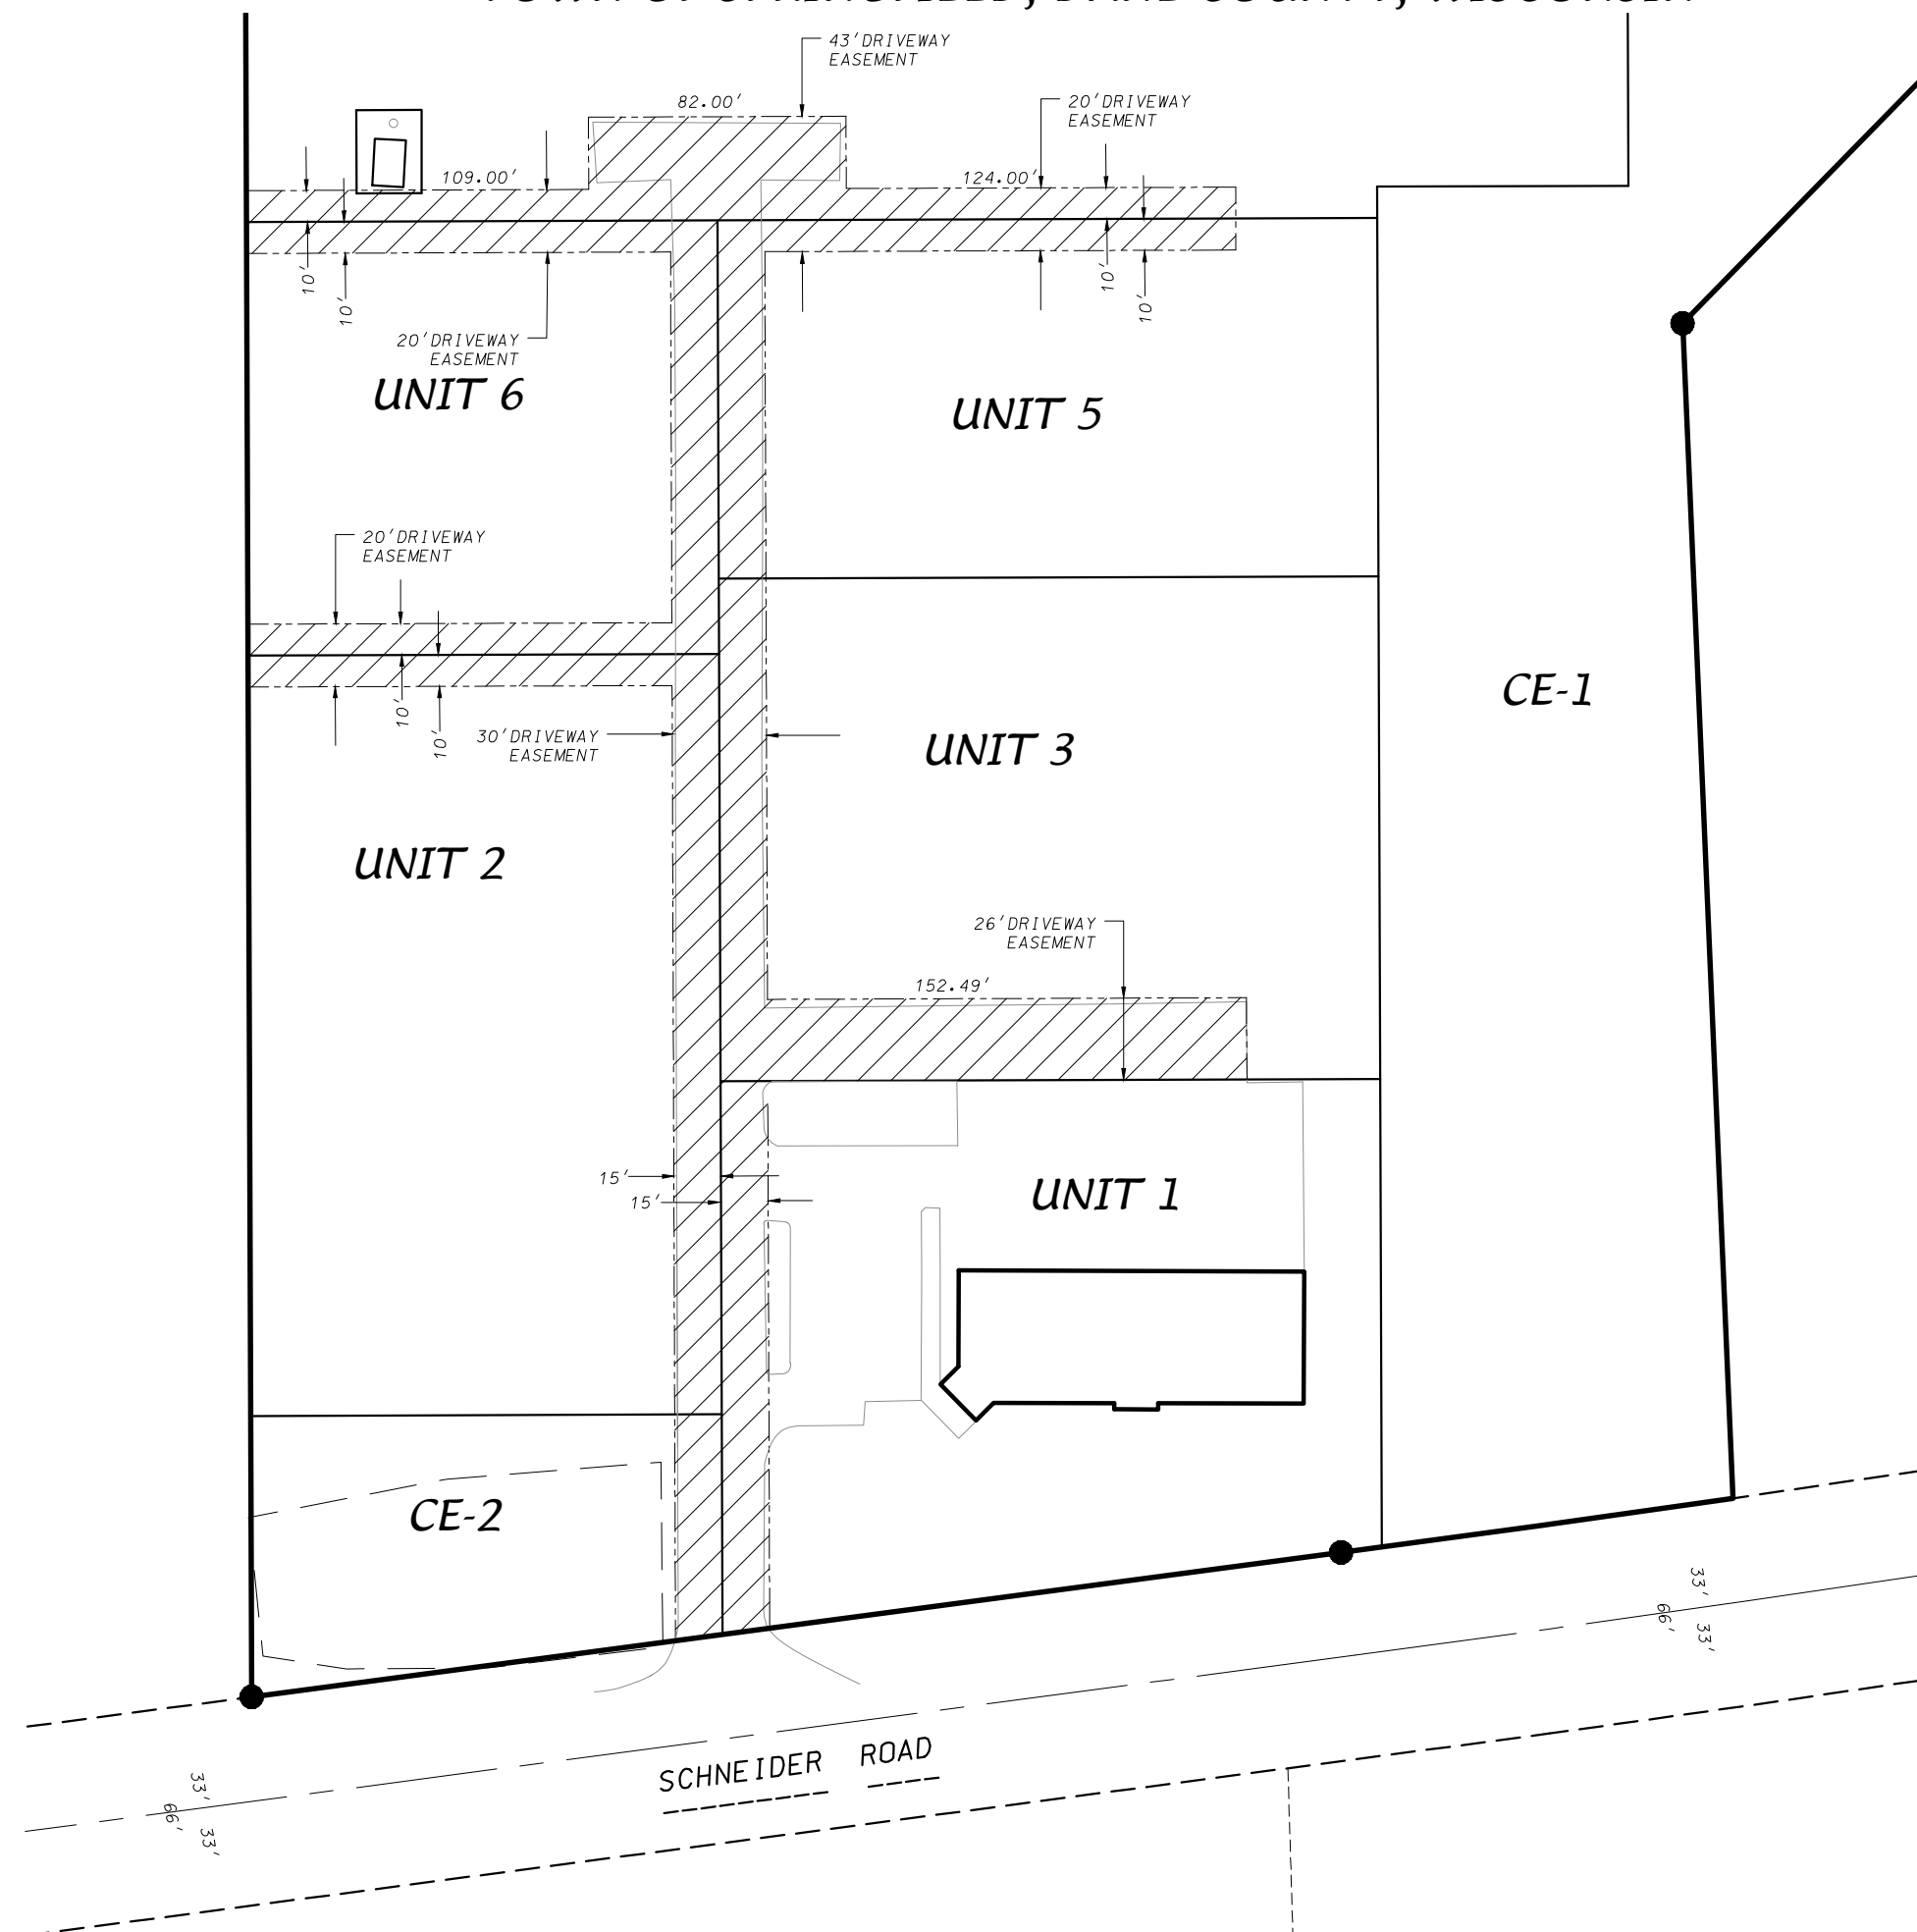 43' DRIVEWAY
EASEMENT
82.00'
20' DRIVEWAY
EASEMENT
109.00'
124.00'
10'
10'
10'
10'
20' DRIVEWAY
EASEMENT
UNIT 6
UNIT 5
20' DRIVEWAY
EASEMENT
CE-1
10'
10'
30' DRIVEWAY
EASEMENT
UNIT 3
UNIT 2
26' DRIVEWAY
EASEMENT
152.49'
15'
15'
UNIT 1
CE-2
33'
66'
33'
SCHNEIDER ROAD
33'
66'
33'